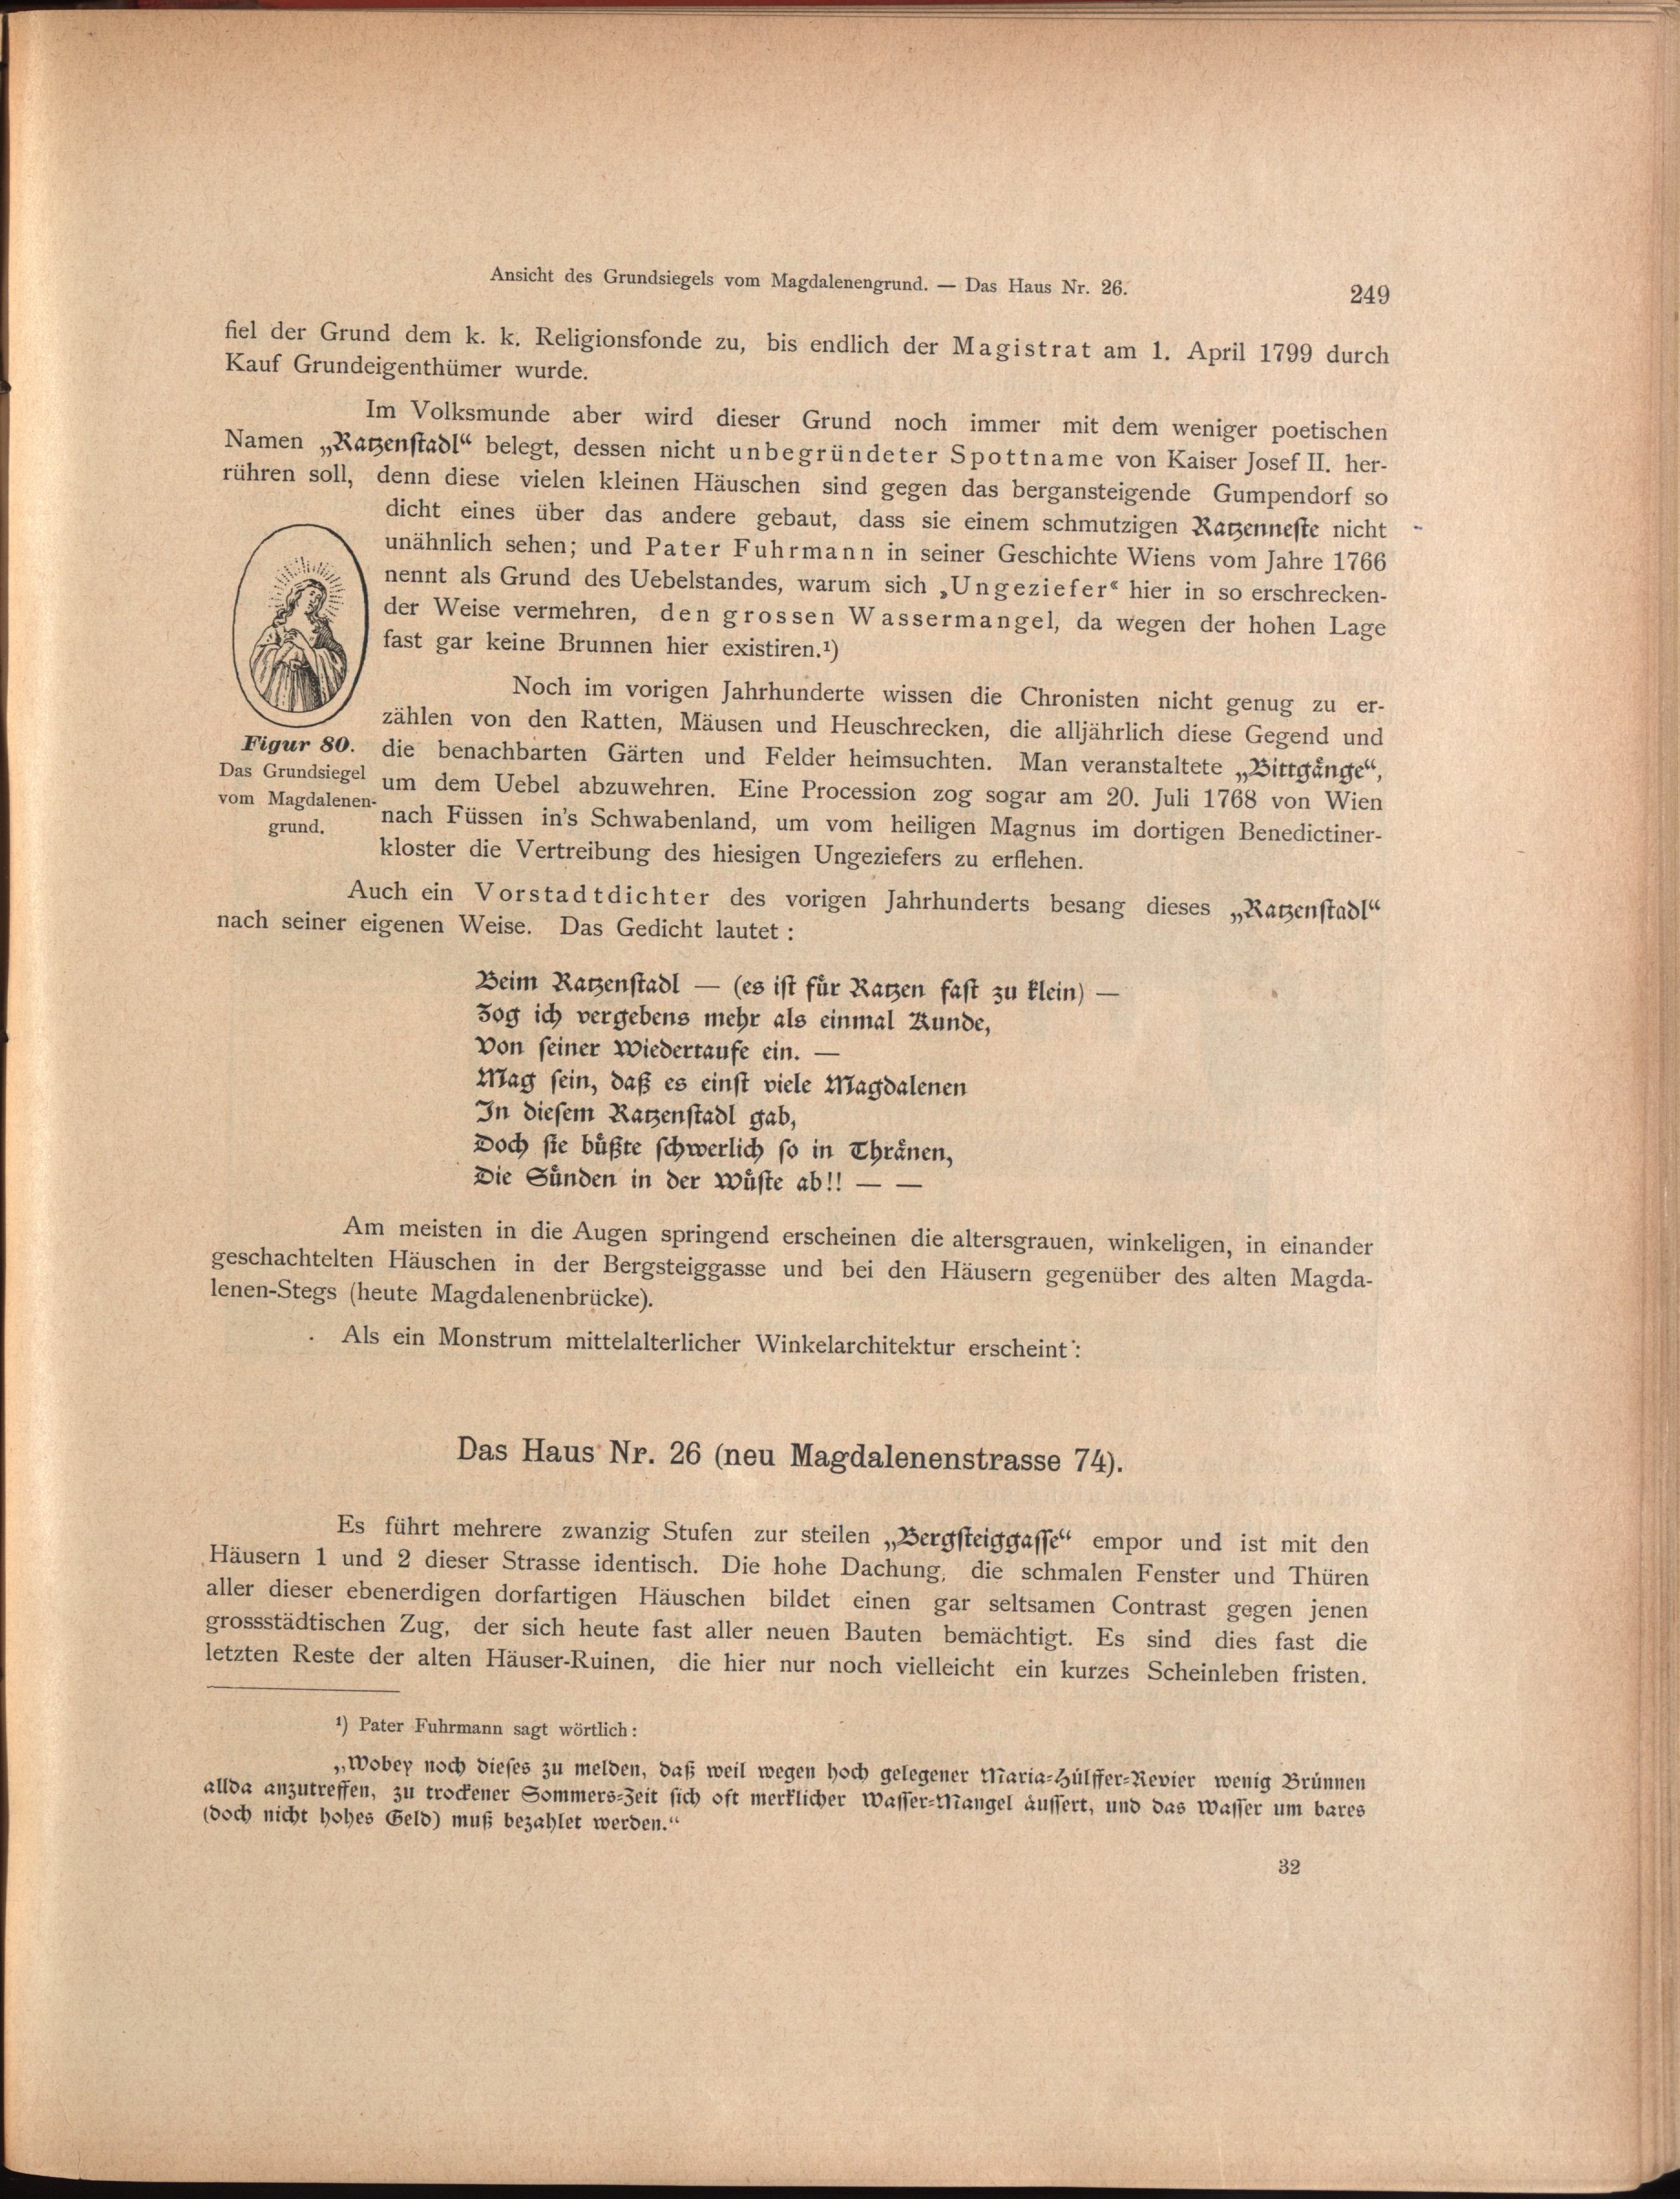 Ansicht des Grundsiegels vom Magdalenengrund. — Das Haus Nr. 26.
249
fiel der Grund dem k. k. Religionsfonde zu, bis endlich der Magistrat am 1. April 1799 durch
Kauf Grundeigenthümer wurde.
Im Volksmunde aber wird dieser Grund noch immer mit dem weniger poetischen
Namen „Ratzenstadl“ belegt, dessen nicht unbegründeter Spottname von Kaiser Josef II. her-
rühren soll, denn diese vielen kleinen Häuschen sind gegen das bergansteigende Gumpendorf so
dicht eines über das andere gebaut, dass sie einem schmutzigen Ratzenneste nicht
unähnlich sehen; und Pater Fuhrmann in seiner Geschichte Wiens vom Jahre 1766
nennt als Grund des Uebelstandes, warum sich „Ungeziefer“ hier in so erschrecken-
der Weise vermehren, den grossen Wassermangel, da wegen der hohen Lage
fast gar keine Brunnen hier existiren.¹)
Noch im vorigen Jahrhunderte wissen die Chronisten nicht genug zu er-
zählen von den Ratten, Mäusen und Heuschrecken, die alljährlich diese Gegend und
die benachbarten Gärten und Felder heimsuchten. Man veranstaltete „Bittgänge“,
um dem Uebel abzuwehren. Eine Procession zog sogar am 20. Juli 1768 von Wien
nach Füssen in's Schwabenland, um vom heiligen Magnus im dortigen Benedictiner-
kloster die Vertreibung des hiesigen Ungeziefers zu erflehen.
Figur 80.
Das Grundsiegel
vom Magdalenen-
grund.
Auch ein Vorstadtdichter des vorigen Jahrhunderts besang dieses „Ratzenstadl“
nach seiner eigenen Weise. Das Gedicht lautet:
Beim Ratzenstadl — (es ist für Ratzen fast zu klein) —
Zog ich vergebens mehr als einmal Kunde,
Von seiner Wiedertaufe ein. —
Mag sein, daß es einst viele Magdalenen
In diesem Ratzenstadl gab,
Doch sie büßte schwerlich so in Thränen,
Die Sünden in der Wüste ab!! — —
Am meisten in die Augen springend erscheinen die altersgrauen, winkeligen, in einander
geschachtelten Häuschen in der Bergsteiggasse und bei den Häusern gegenüber des alten Magda-
lenen-Stegs (heute Magdalenenbrücke).
Als ein Monstrum mittelalterlicher Winkelarchitektur erscheint:
Das Haus Nr. 26 (neu Magdalenenstrasse 74).
Es führt mehrere zwanzig Stufen zur steilen „Bergsteiggasse“ empor und ist mit den
Häusern 1 und 2 dieser Strasse identisch. Die hohe Dachung, die schmalen Fenster und Thüren
aller dieser ebenerdigen dorfartigen Häuschen bildet einen gar seltsamen Contrast gegen jenen
grossstädtischen Zug, der sich heute fast aller neuen Bauten bemächtigt. Es sind dies fast die
letzten Reste der alten Häuser-Ruinen, die hier nur noch vielleicht ein kurzes Scheinleben fristen.
¹) Pater Fuhrmann sagt wörtlich:
„Wobey noch dieses zu melden, daß weil wegen hoch gelegener Maria-Hülffer-Revier wenig Brünnen
allda anzutreffen, zu trockener Sommers-Zeit sich oft merklicher Wasser-Mangel äussert, und das Wasser um bares
(doch nicht hohes Geld) muß bezahlet werden.“
32